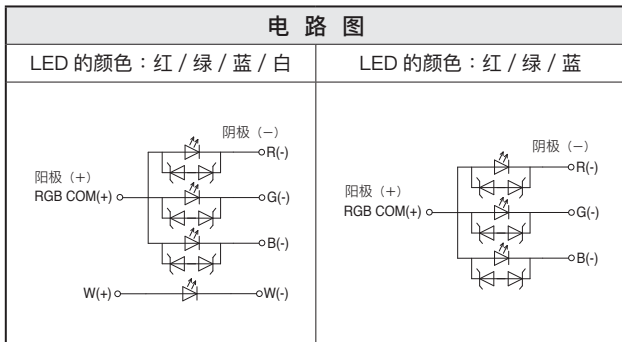 电 路 图
LED 的颜色：红 / 绿 / 蓝 / 白
LED 的颜色：红 / 绿 / 蓝
阴极（−）
R(-)
阳极（+）
RGB COM(+)
G(-)
B(-)
W(+)
W(-)
阴极（−）
R(-)
阳极（+）
RGB COM(+)
G(-)
B(-)